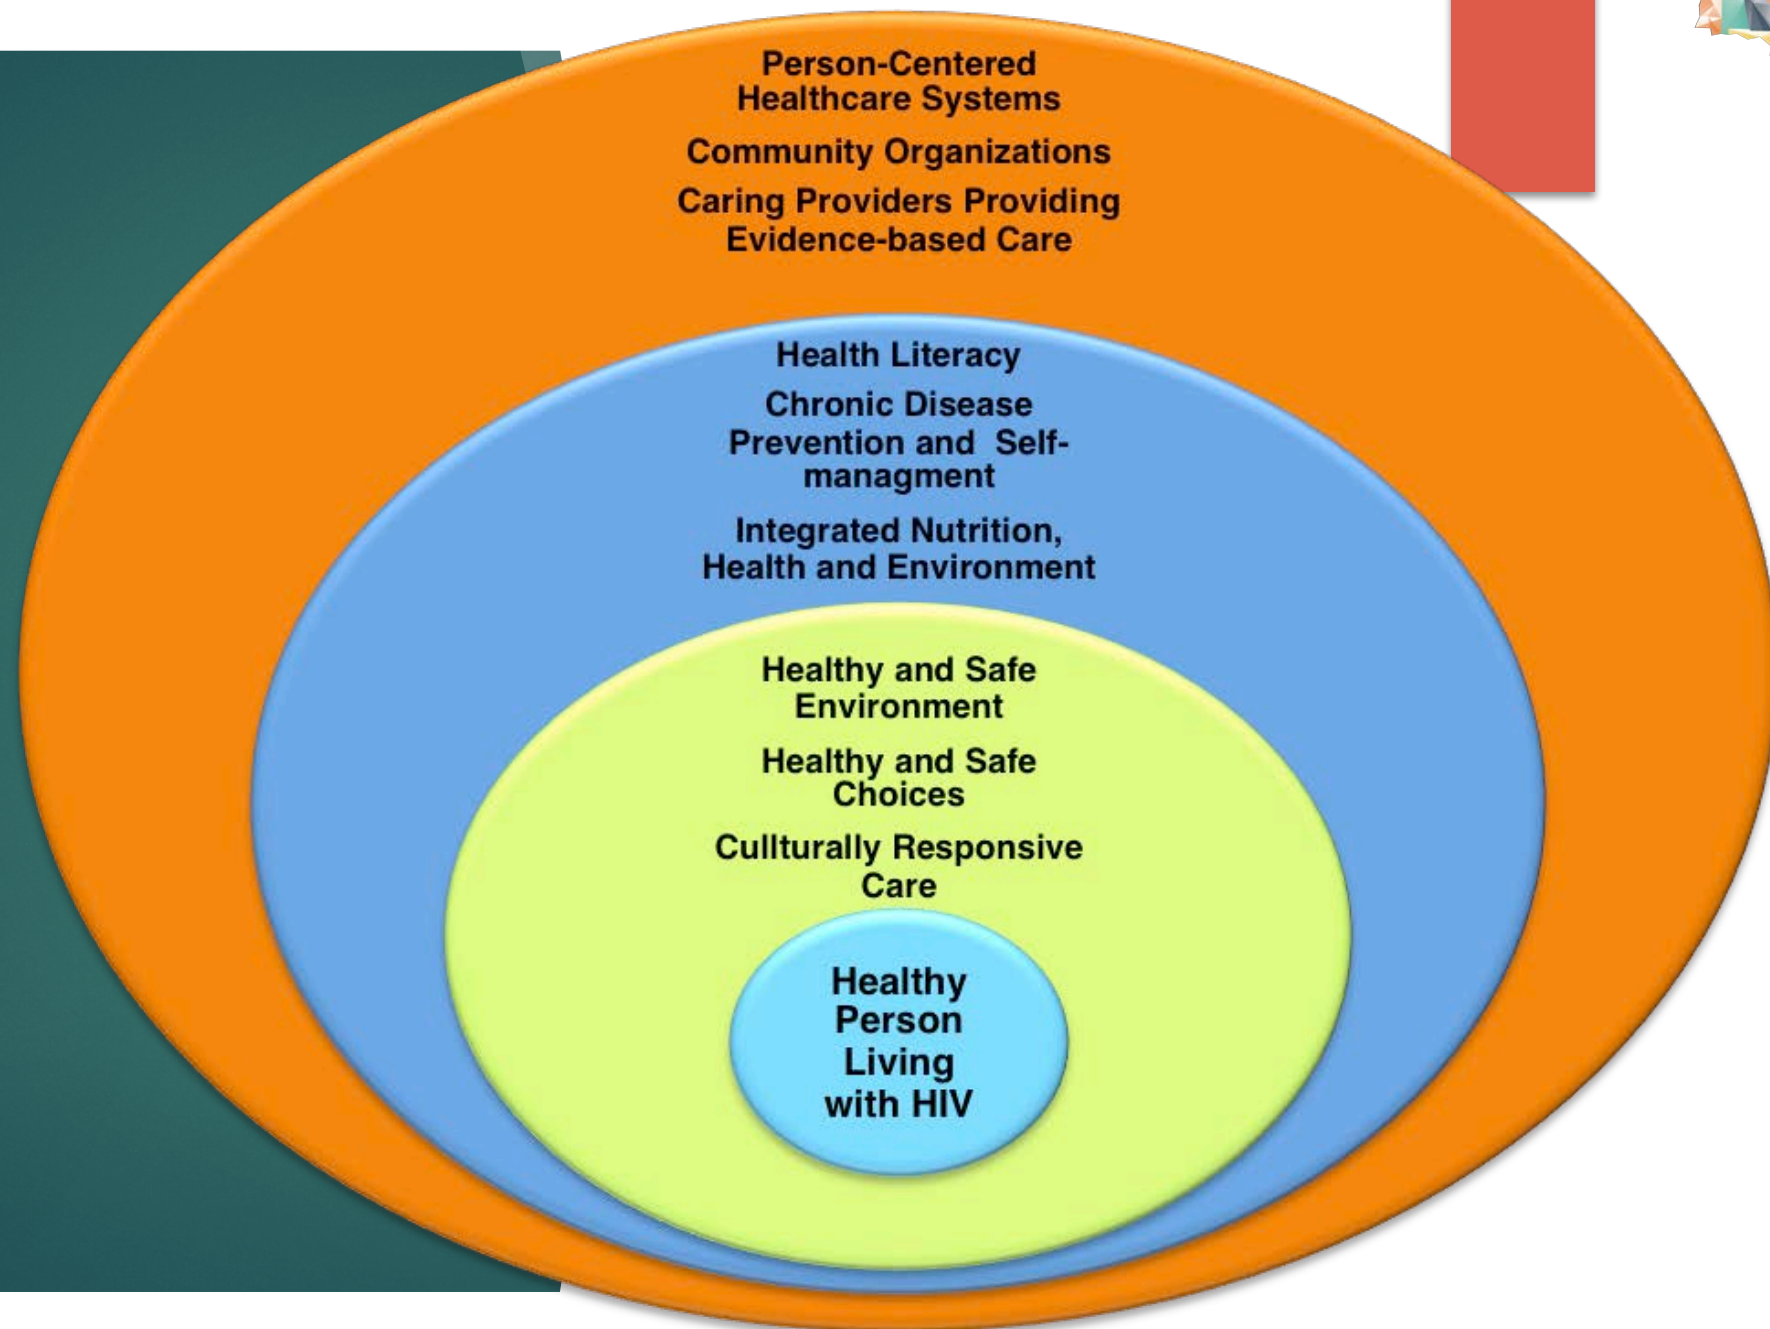 Person-Centered
Healthcare Systems
Community Organizations
Caring Providers Providing
Evidence-based Care
Health Literacy
Chronic Disease
Prevention and  Self-
managment
Integrated Nutrition,
Health and Environment
Healthy and Safe
Environment
Healthy and Safe
Choices
Cullturally Responsive
Care
Healthy
Person
Living
with HIV